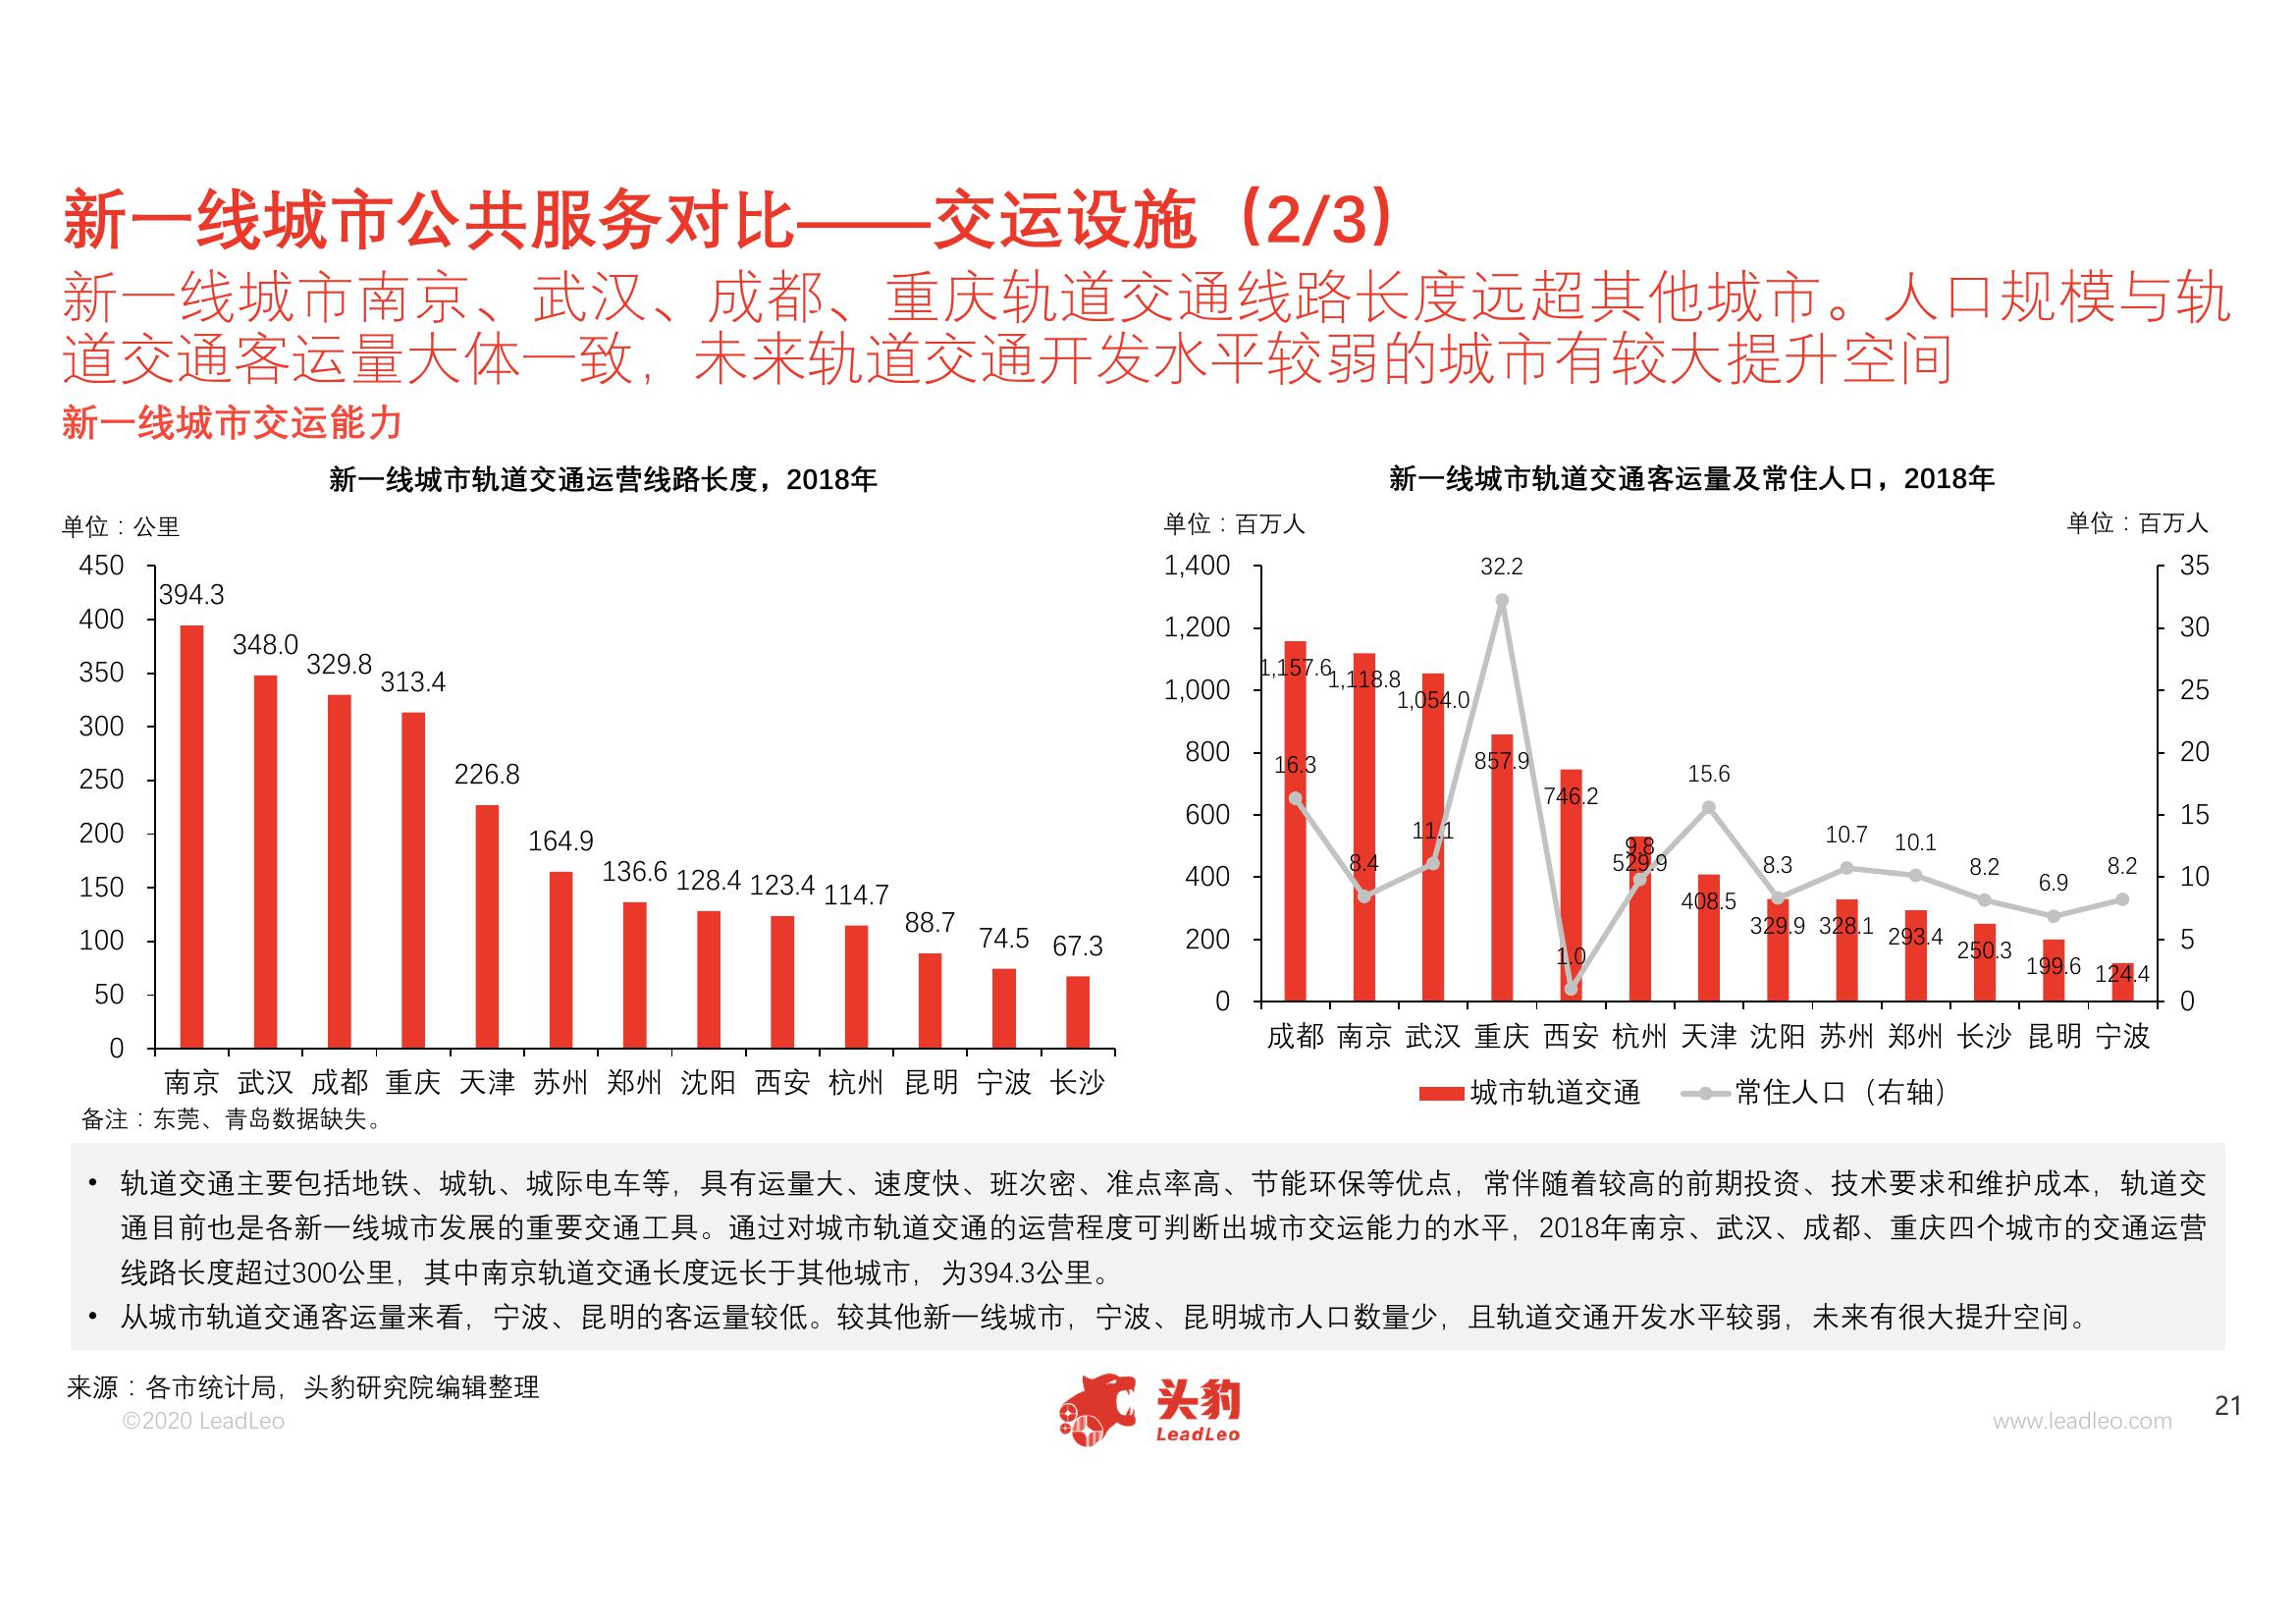 新一线城市公共服务对比——交运设施（2/3）
新一线城市南京、武汉、成都、重庆轨道交通线路长度远超其他城市。人口规模与轨
道交通客运量大体一致，未来轨道交通开发水平较弱的城市有较大提升空间
新一线城市交运能力
新一线城市轨道交通运营线路长度，2018年
单位：公里
450
400
350
300
250
200
150
100
50
0
394.3
348.0
329.8
313.4
226.8
164.9
136.6
128.4
123.4
114.7
88.7
74.5
67.3
南京 武汉 成都 重庆 天津 苏州 郑州 沈阳 西安 杭州 昆明 宁波 长沙
备注：东莞、青岛数据缺失。
新一线城市轨道交通客运量及常住人口，2018年
单位：百万人
单位：百万人
1,400
1,200
1,000
800
600
400
200
0
35
30
25
20
15
10
5
0
1,157.6
1,118.8
1,054.0
857.9
746.2
529.9
408.5
329.9
328.1
293.4
250.3
199.6
124.4
16.3
8.4
11.1
32.2
1.0
9.8
15.6
8.3
10.7
10.1
8.2
6.9
8.2
成都 南京 武汉 重庆 西安 杭州 天津 沈阳 苏州 郑州 长沙 昆明 宁波
城市轨道交通
常住人口（右轴）
• 轨道交通主要包括地铁、城轨、城际电车等，具有运量大、速度快、班次密、准点率高、节能环保等优点，常伴随着较高的前期投资、技术要求和维护成本，轨道交
通目前也是各新一线城市发展的重要交通工具。通过对城市轨道交通的运营程度可判断出城市交运能力的水平，2018年南京、武汉、成都、重庆四个城市的交通运营
线路长度超过300公里，其中南京轨道交通长度远长于其他城市，为394.3公里。
• 从城市轨道交通客运量来看，宁波、昆明的客运量较低。较其他新一线城市，宁波、昆明城市人口数量少，且轨道交通开发水平较弱，未来有很大提升空间。
来源：各市统计局，头豹研究院编辑整理
©2020 LeadLeo
头豹
LeadLeo
www.leadleo.com
21